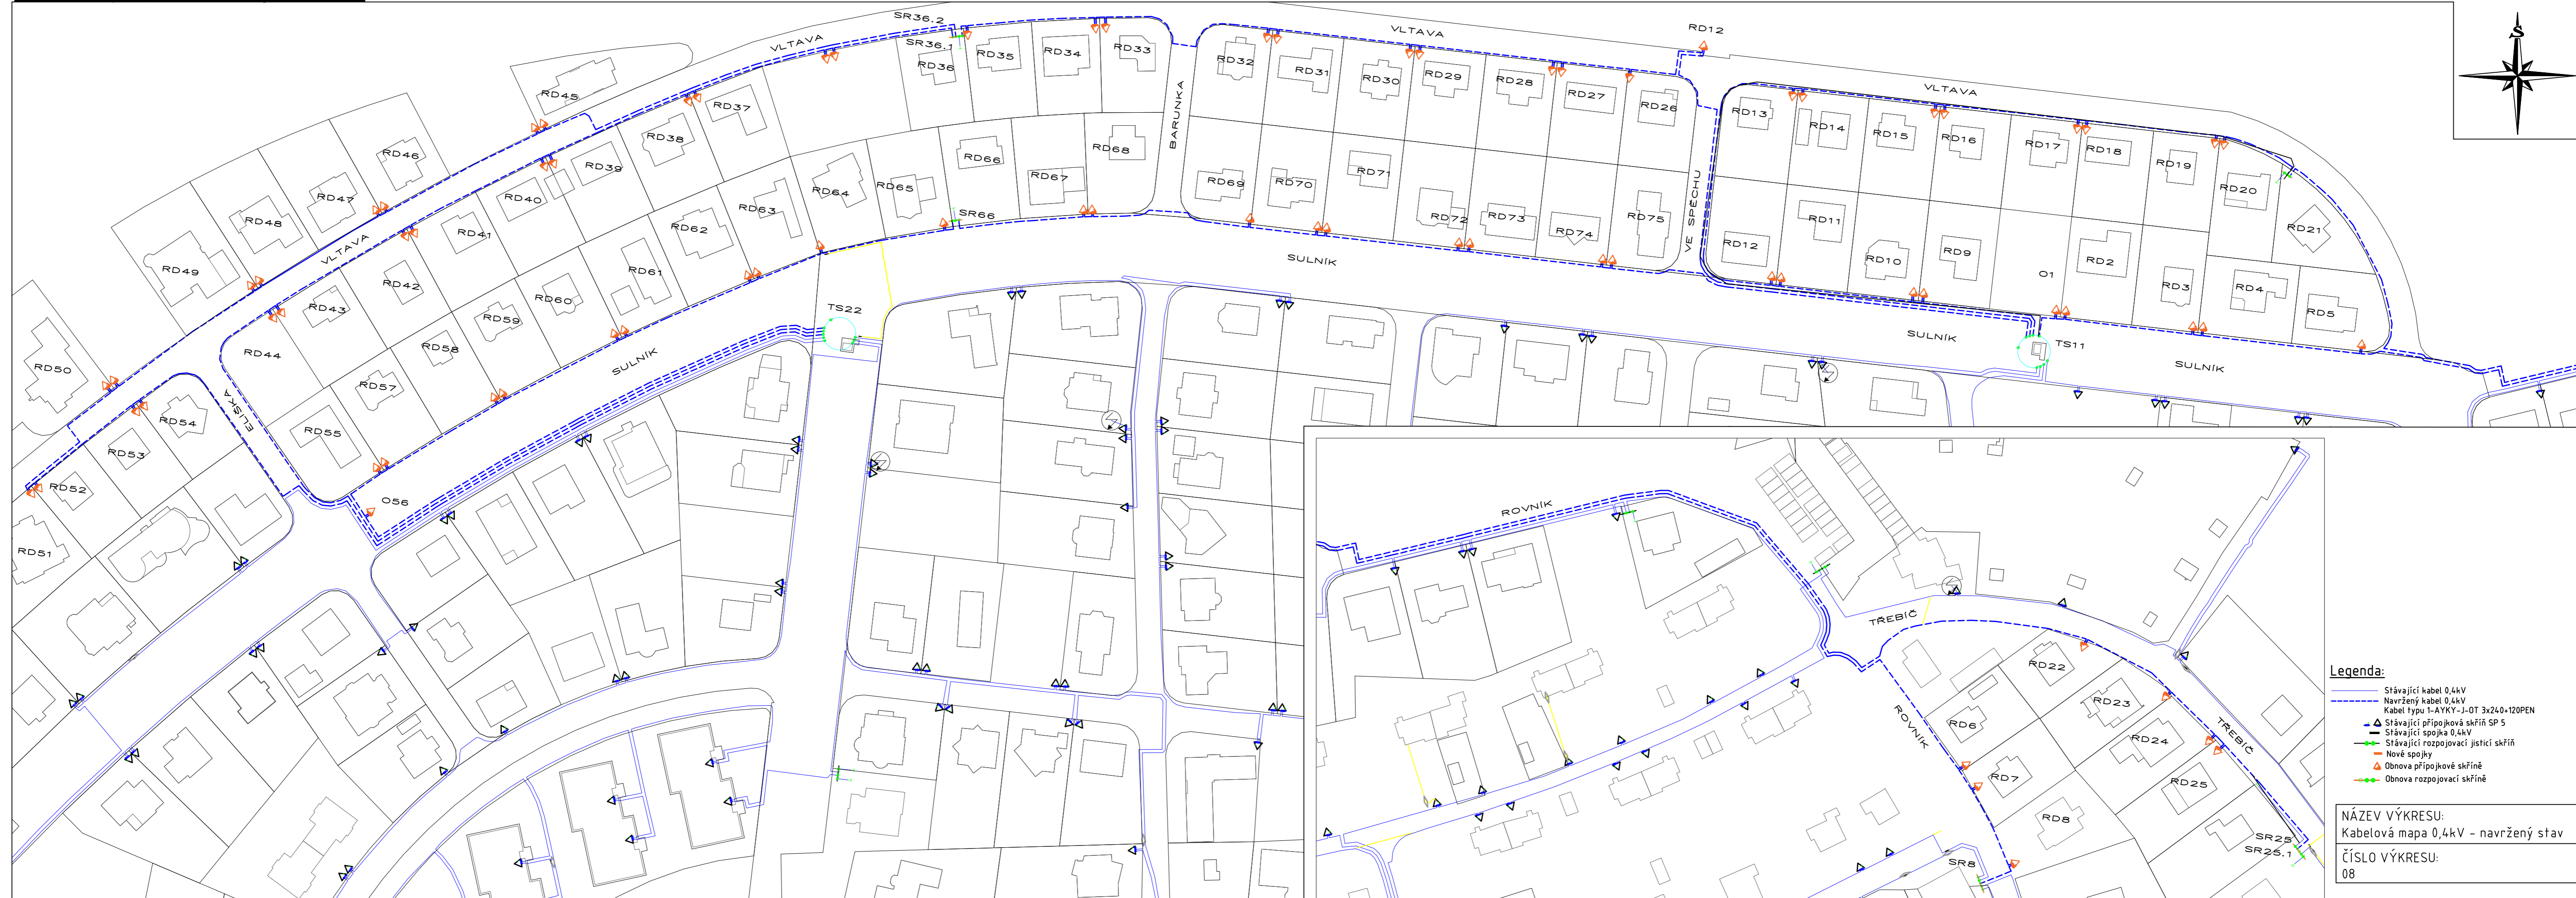 SR36.2
VLTAVA
SR36.1
RD36
RD35
RD34
RD33
RD32
RD31
RD30
RD29
VLTAVA
RD28
RD27
RD26
RD12
S
RD45
RD37
RD38
RD39
RD40
RD41
RD42
RD43
RD44
RD46
RD47
RD48
RD49
VLTAVA
RD50
RD51
RD52
RD53
RD54
ELIŠKA
RD55
O56
RD57
RD58
RD59
RD60
RD61
RD62
RD63
RD64
RD65
RD66
SR66
RD67
RD68
BARUNKA
RD69
RD70
RD71
RD72
RD73
RD74
RD75
VE SPĚCHU
SULNÍK
TS22
SULNÍK
RD13
RD14
RD15
RD16
RD17
RD18
RD19
RD20
RD21
VLTAVA
RD12
RD11
RD10
RD9
O1
RD2
RD3
RD4
RD5
SULNÍK
TS11
SULNÍK
ROVNÍK
TŘEBÍČ
RD22
RD23
RD24
RD25
RD6
RD7
RD8
ROVNÍK
TŘEBÍČ
SR25
SR25.1
SR8
Legenda:
Stávající kabel 0,4kV
Navržený kabel 0,4kV
Kabel typu 1-AYKY-J-OT 3x240+120PEN
Stávající přípojková skříň SP 5
Stávající spojka 0,4kV
Stávající rozpojovací jisticí skříň
Nové spojky
Obnova přípojkové skříně
Obnova rozpojovací skříně
NÁZEV VÝKRESU:
Kabelová mapa 0,4kV - navržený stav
ČÍSLO VÝKRESU:
08